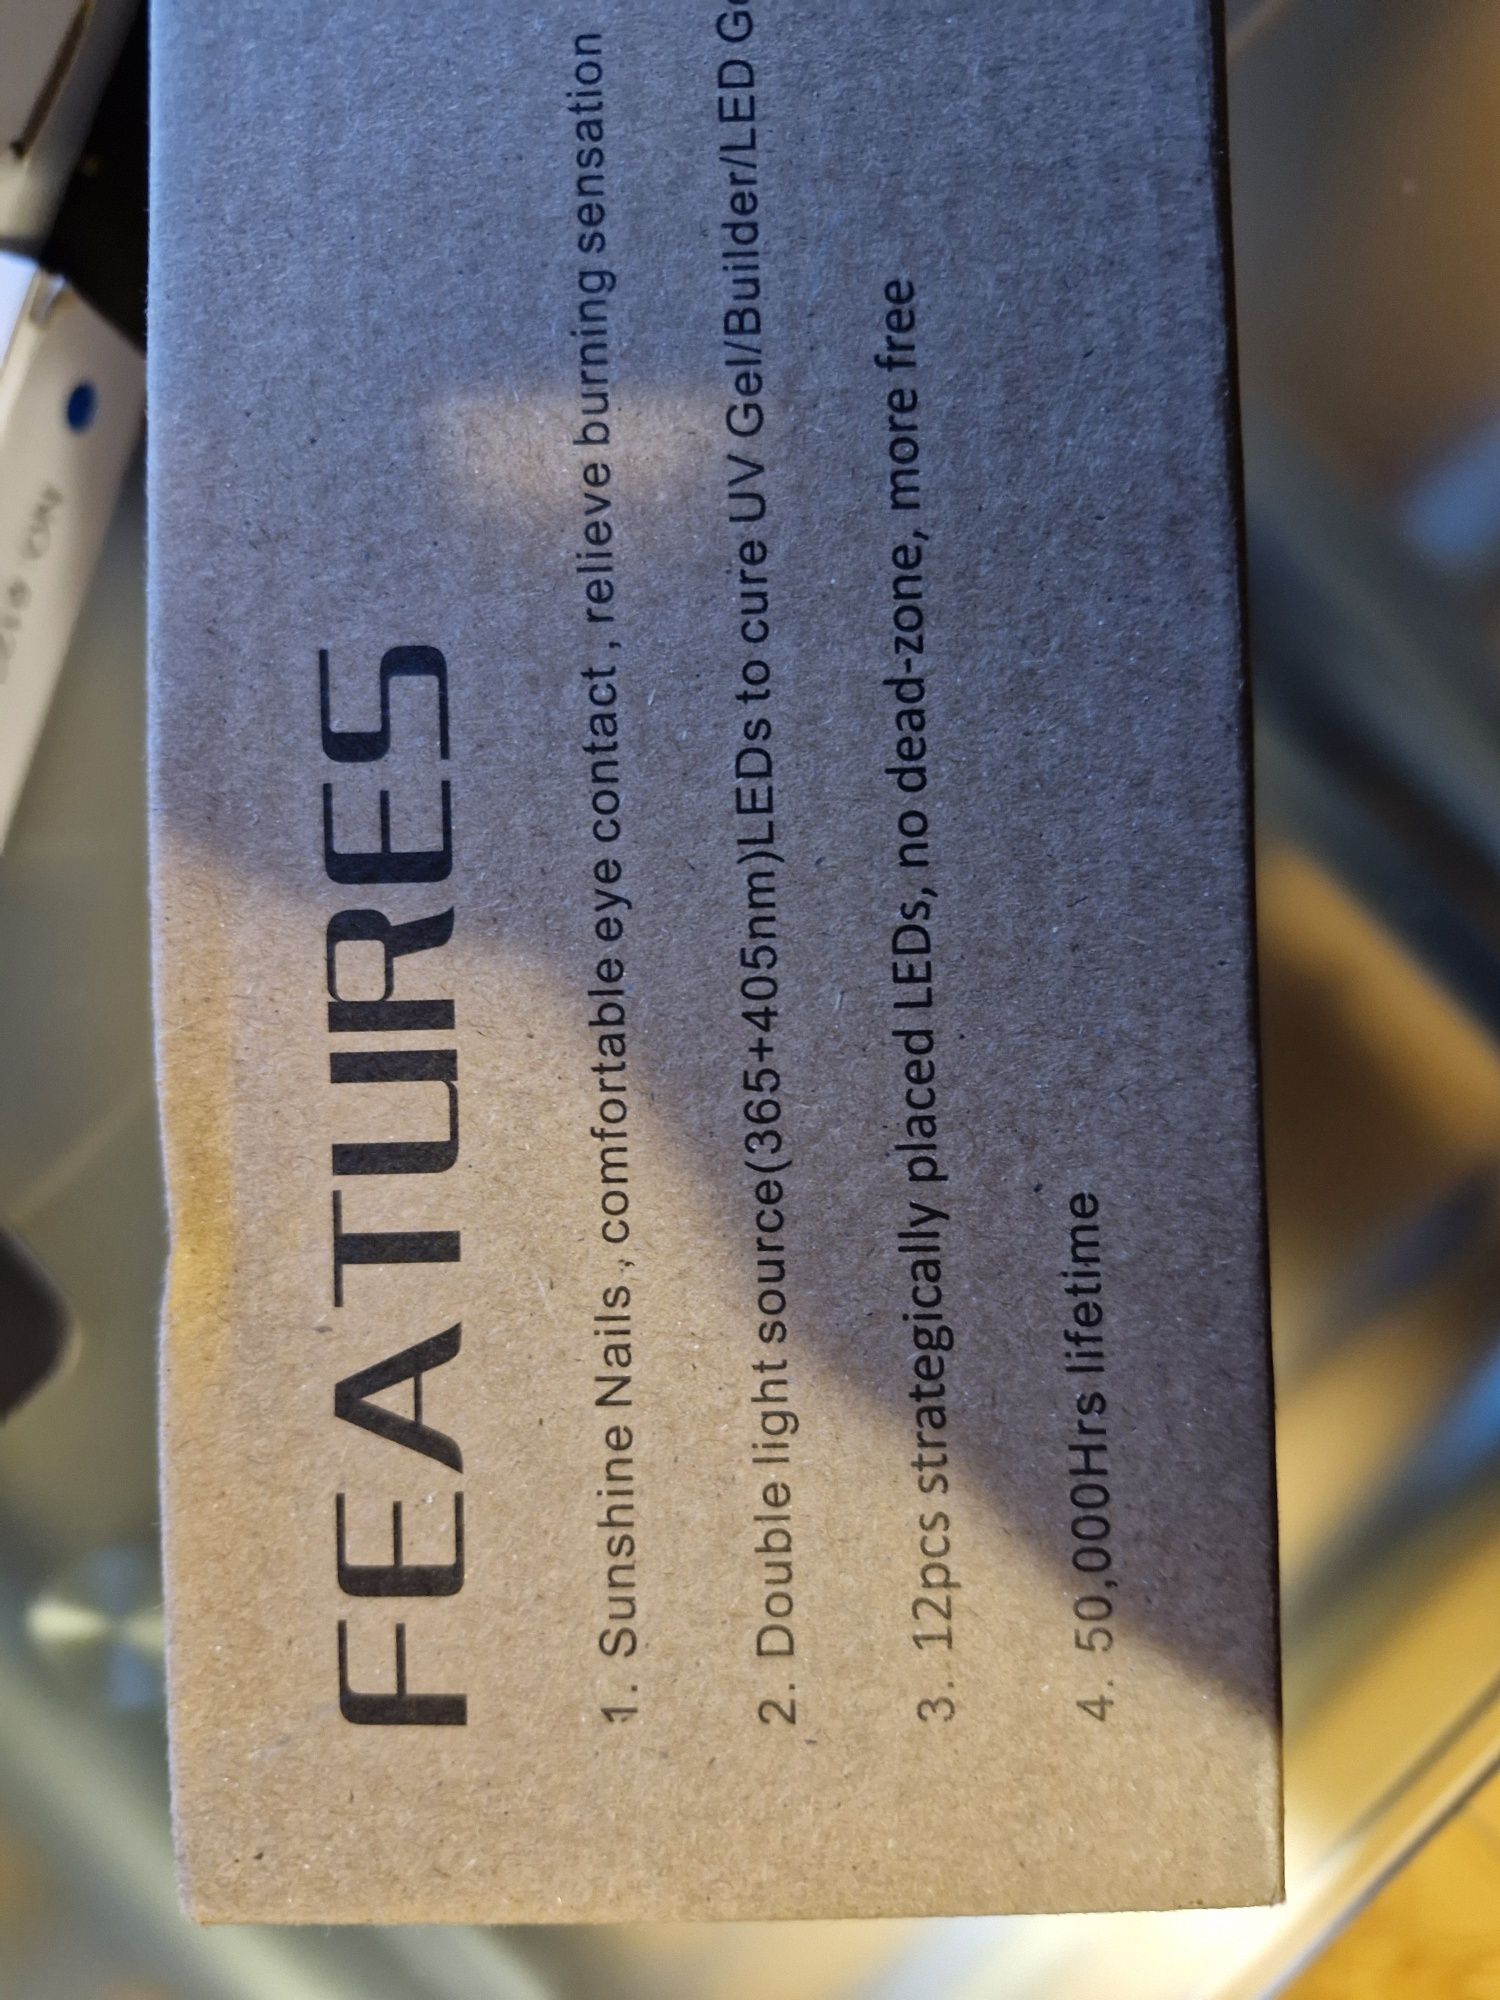 FEATURES
1. Sunshine Nails , comfortable eye contact , relieve burning sensation
2. Double light source(365+405nm)LEDs to cure UV Gel/Builder/LED
3. 12pcs strategically placed LEDs, no dead-zone, more free
4. 50,000Hrs lifetime